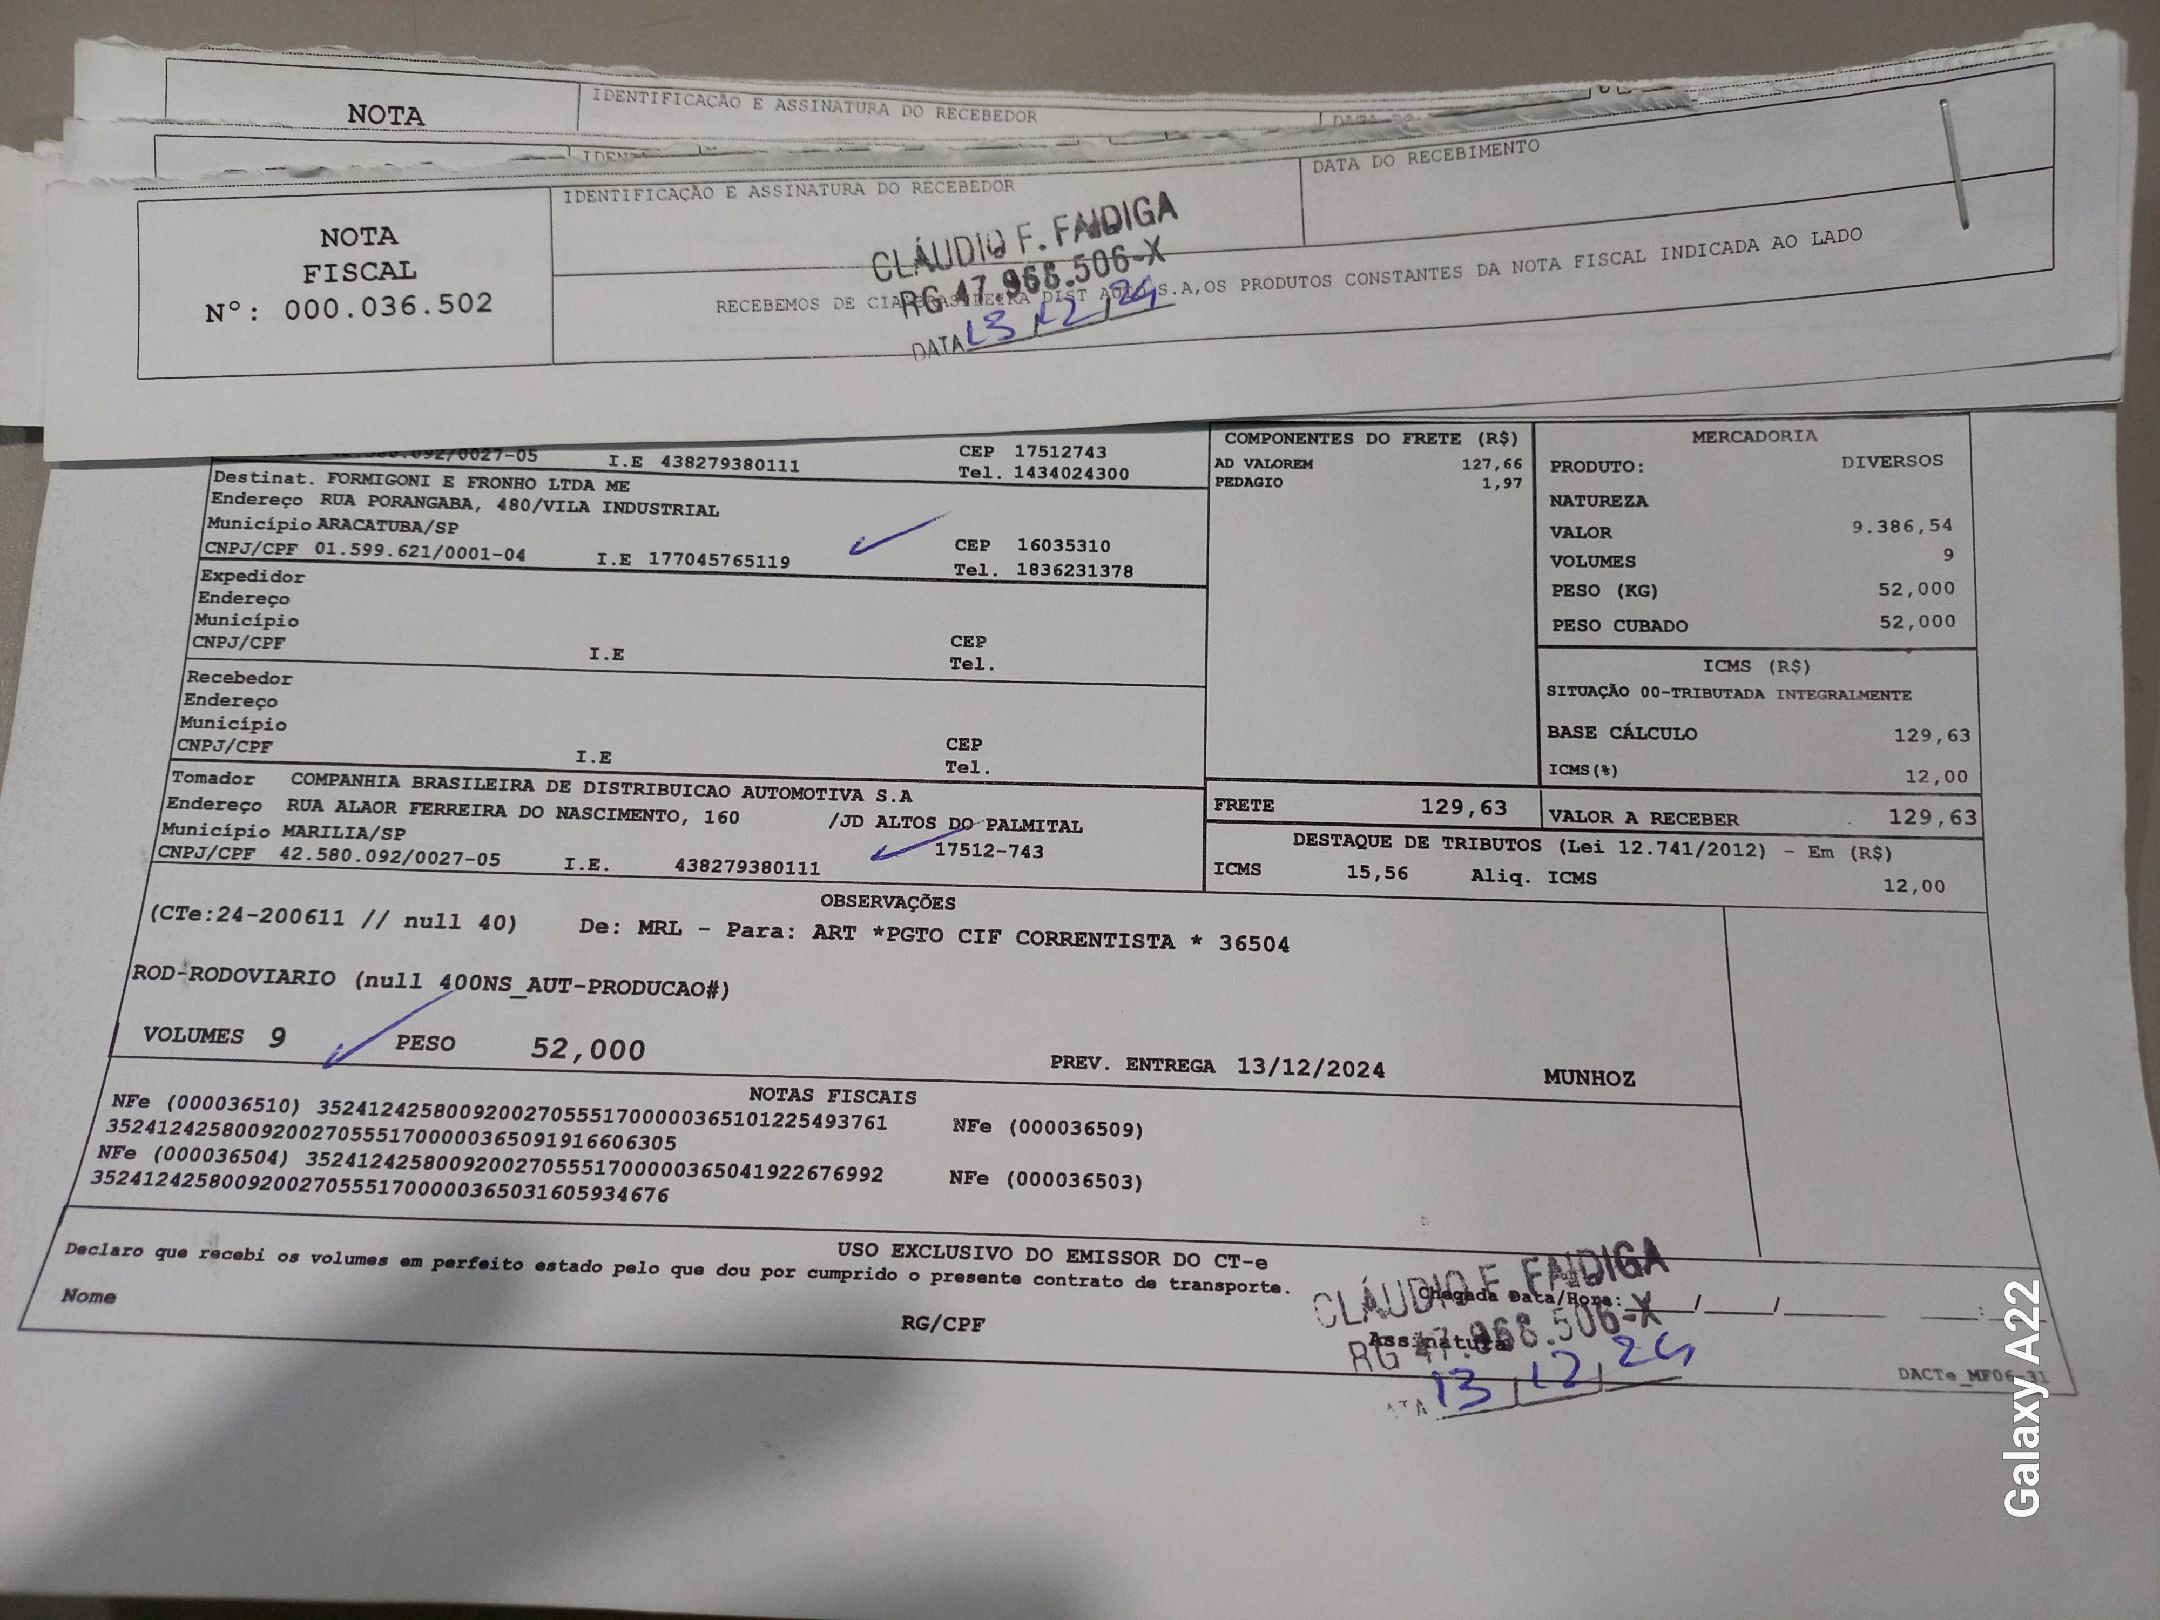 NOTA
IDENTIFICAÇÃO E ASSINATURA DO RECEBEDOR
NOTA
FISCAL
Nº: 000.036.502
IDENTIFICAÇÃO E ASSINATURA DO RECEBEDOR
DATA DO RECEBIMENTO
CLÁUDIO F. FAIDIGA
RG 47.968.506-X
RECEBEMOS DE CIA BRASILEIRA DIST AUTO S.A,OS PRODUTOS CONSTANTES DA NOTA FISCAL INDICADA AO LADO
DATA 13/12/24
42.580.092/0027-05 I.E 438279380111 CEP 17512743
Tel. 1434024300
Destinat. FORMIGONI E FRONHO LTDA ME
Endereço RUA PORANGABA, 480/VILA INDUSTRIAL
Município ARACATUBA/SP
CNPJ/CPF 01.599.621/0001-04 I.E 177045765119 CEP 16035310
Tel. 1836231378
Expedidor
Endereço
Município
CNPJ/CPF I.E CEP
Tel.
Recebedor
Endereço
Município
CNPJ/CPF I.E CEP
Tel.
Tomador COMPANHIA BRASILEIRA DE DISTRIBUICAO AUTOMOTIVA S.A
Endereço RUA ALAOR FERREIRA DO NASCIMENTO, 160 /JD ALTOS DO PALMITAL
Município MARILIA/SP 17512-743
CNPJ/CPF 42.580.092/0027-05 I.E. 438279380111
COMPONENTES DO FRETE (R$)
AD VALOREM 127,66
PEDAGIO 1,97
MERCADORIA
PRODUTO: DIVERSOS
NATUREZA
VALOR 9.386,54
VOLUMES 9
PESO (KG) 52,000
PESO CUBADO 52,000
ICMS (R$)
SITUAÇÃO 00-TRIBUTADA INTEGRALMENTE
BASE CÁLCULO 129,63
ICMS(%) 12,00
FRETE 129,63 VALOR A RECEBER 129,63
DESTAQUE DE TRIBUTOS (Lei 12.741/2012) - Em (R$)
ICMS 15,56 Aliq. ICMS 12,00
OBSERVAÇÕES
(CTe:24-200611 // null 40) De: MRL - Para: ART *PGTO CIF CORRENTISTA * 36504
ROD-RODOVIARIO (null 400NS_AUT-PRODUCAO#)
VOLUMES 9 PESO 52,000 PREV. ENTREGA 13/12/2024 MUNHOZ
NOTAS FISCAIS
NFe (000036510) 35241242580092002705551700000365101225493761 NFe (000036509)
35241242580092002705551700000365091916606305
NFe (000036504) 35241242580092002705551700000365041922676992 NFe (000036503)
35241242580092002705551700000365031605934676
USO EXCLUSIVO DO EMISSOR DO CT-e
Declaro que recebi os volumes em perfeito estado pelo que dou por cumprido o presente contrato de transporte.
Nome RG/CPF
Chegada Data/Hora: / / :
Assinatura
CLÁUDIO F. FAIDIGA
RG 47.968.506-X
13/12/24
DACTe_MF06-31
Galaxy A22